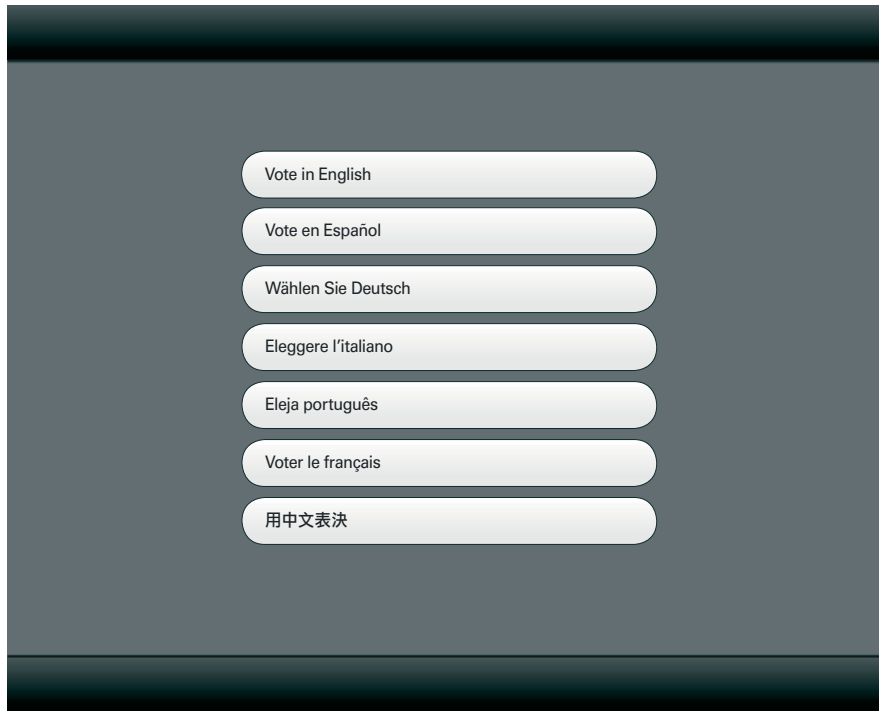 Vote in English
Vote en Español
Wählen Sie Deutsch
Eleggere l’italiano
Eleja português
Voter le français
用中文表決